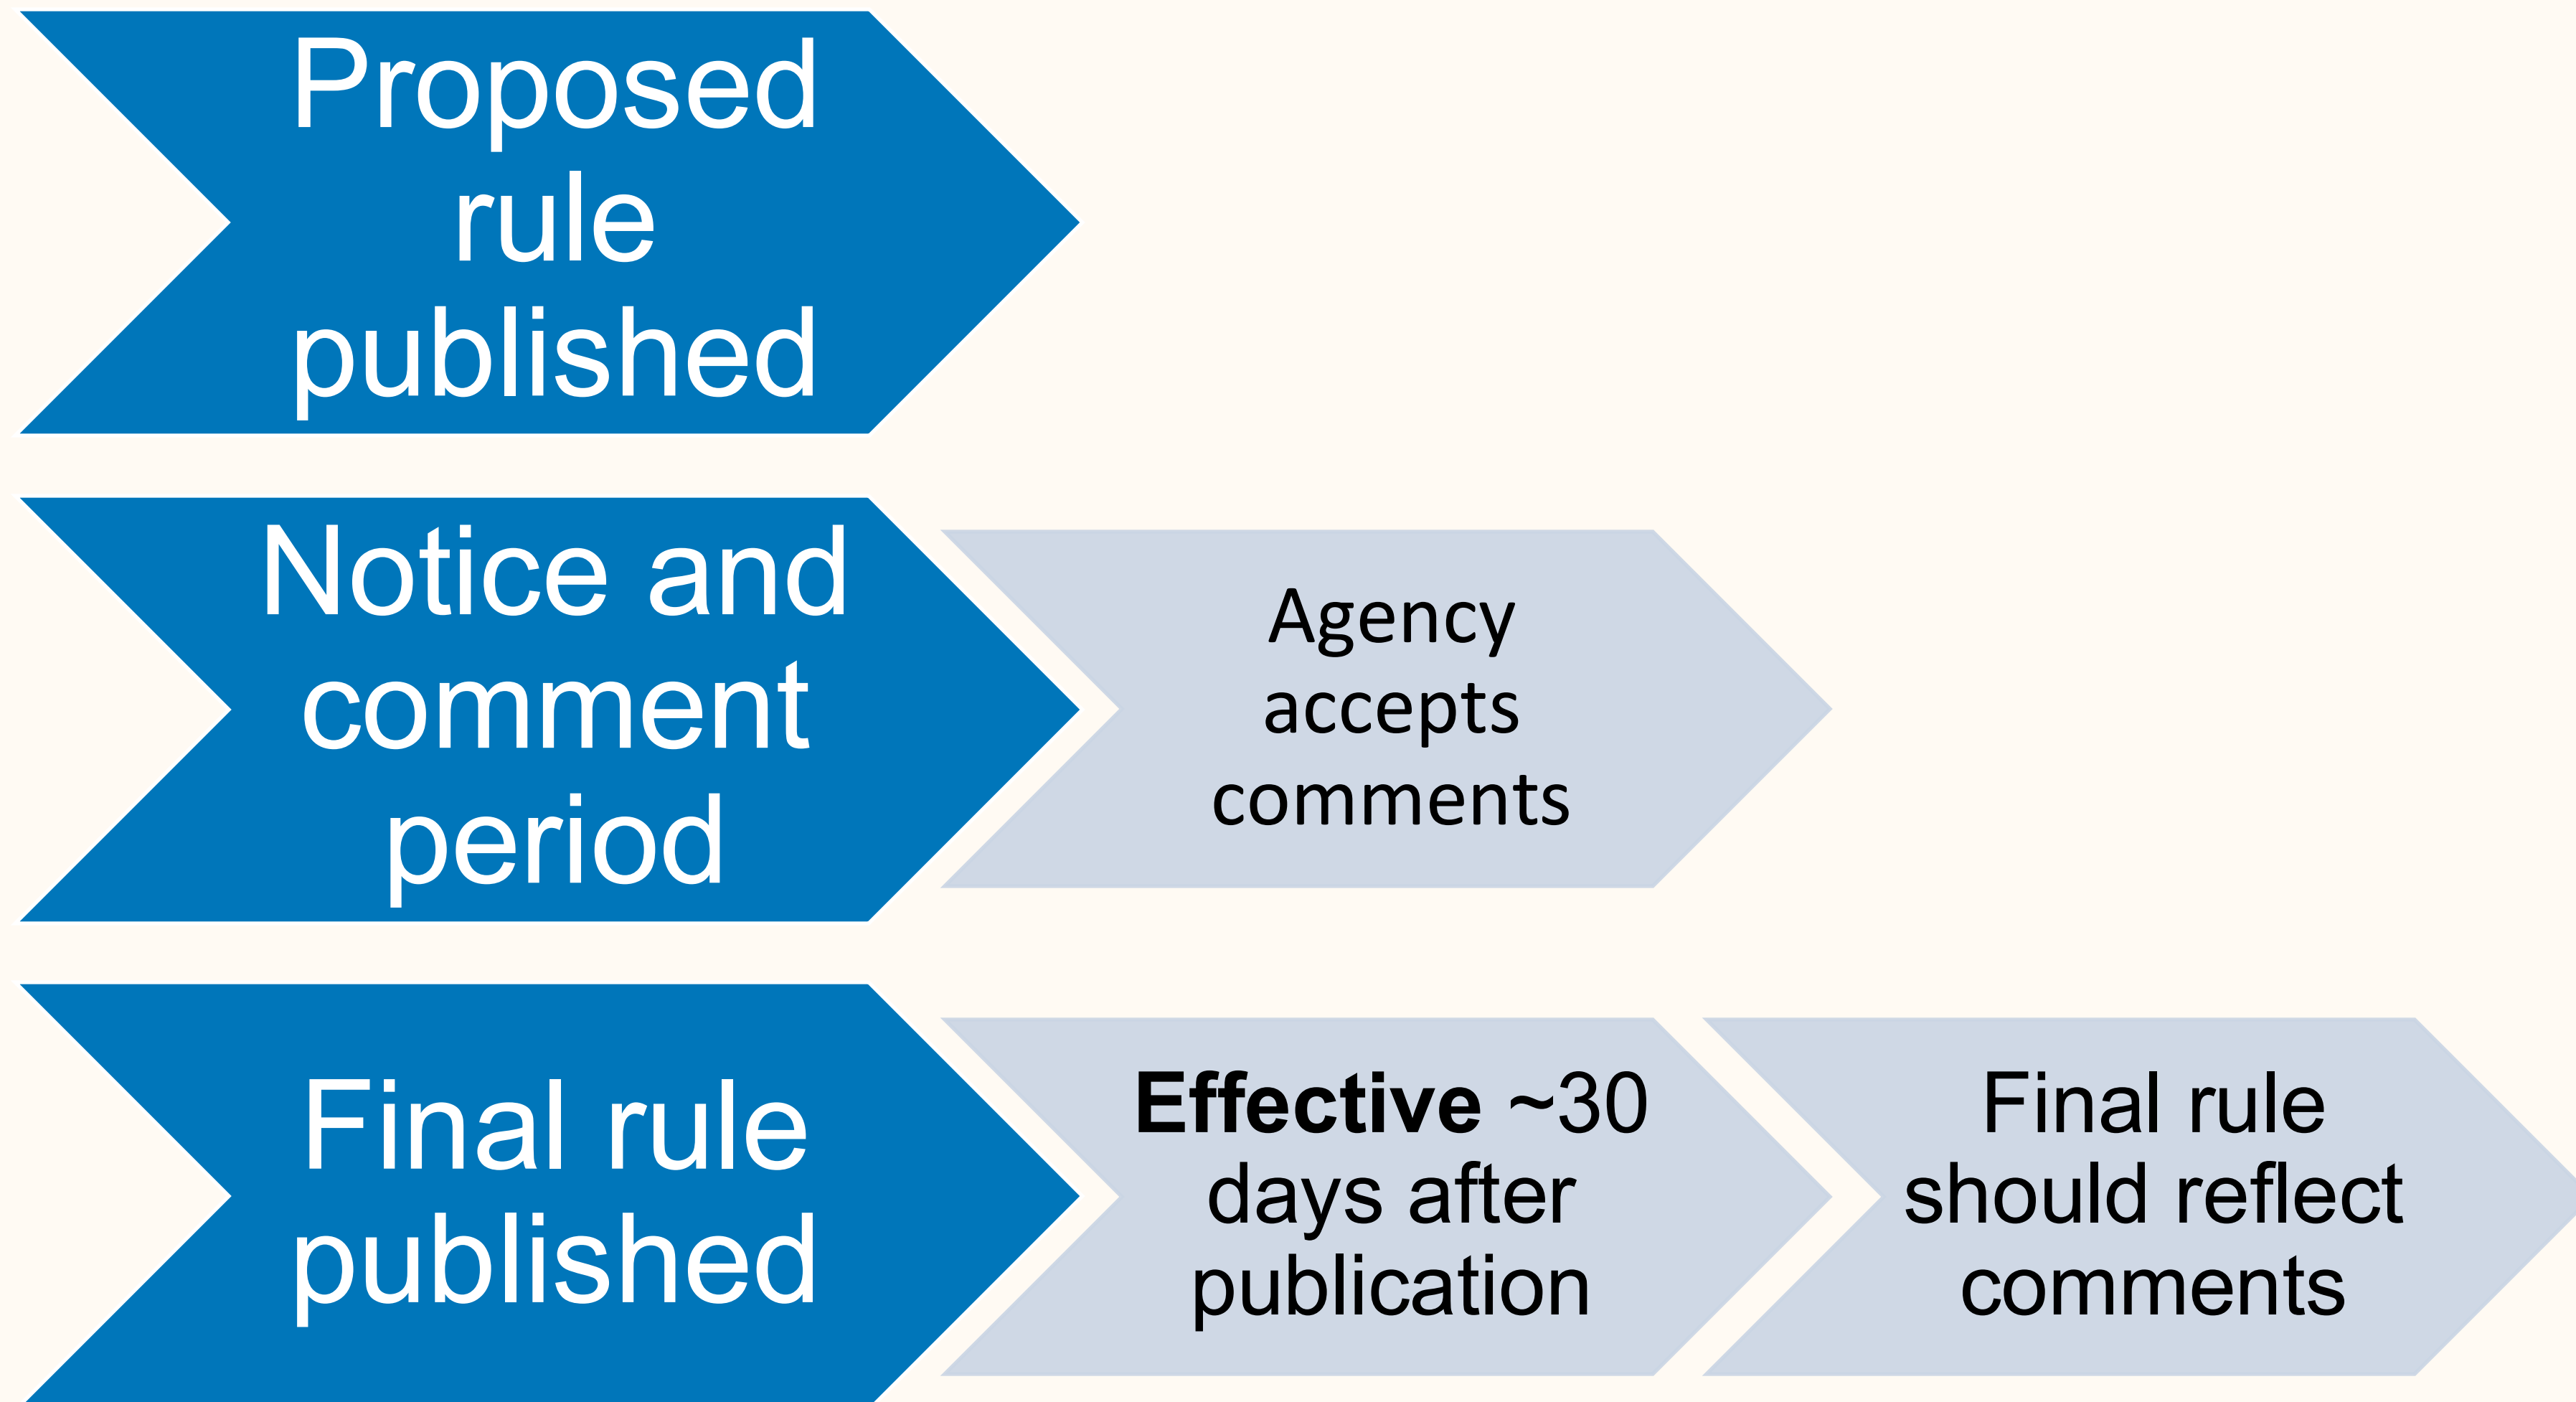 Proposed
rule
published
Notice and
comment
period
Agency
accepts
comments
Final rule
published
Effective ~30
days after
publication
Final rule
should reflect
comments